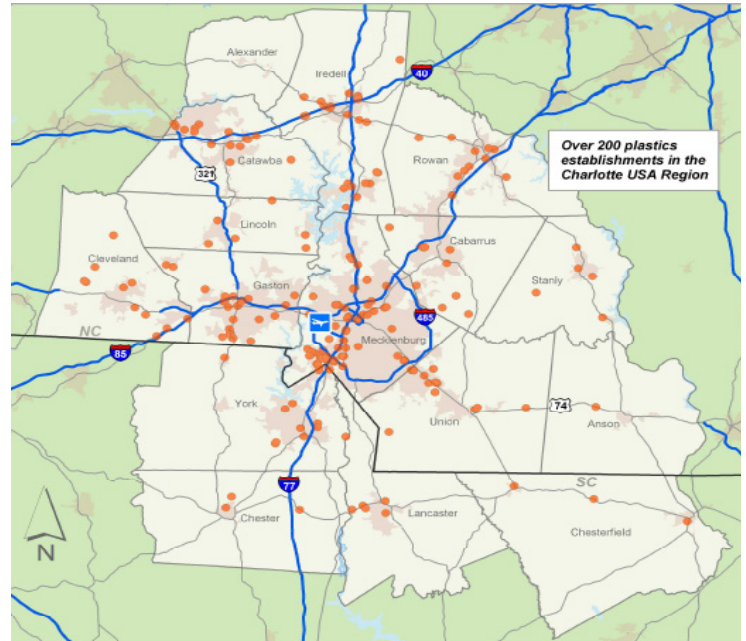 Alexander
Iredell
40
Over 200 plastics
establishments in the
Charlotte USA Region
Rowan
Catawba
321
Lincoln
Cabarrus
Cleveland
Stanly
Gaston
485
NC
Mecklenburg
85
York
74
Union
Anson
77
SC
Lancaster
Chester
Chesterfield
N